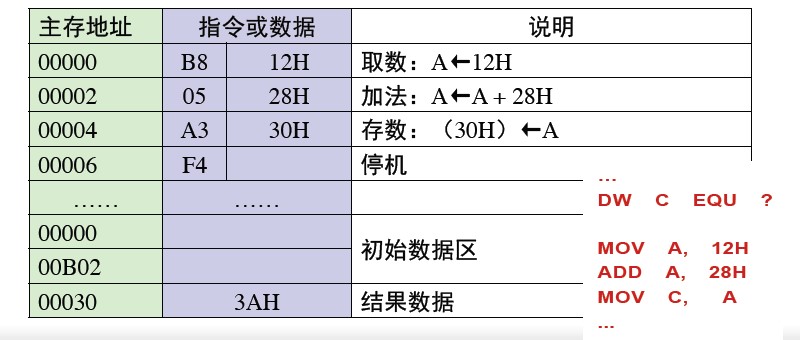 主存地址 指令或数据 说明
00000 B8 12H 取数：A←12H
00002 05 28H 加法：A←A + 28H
00004 A3 30H 存数：（30H）←A
00006 F4 停机
…… ……
00000
初始数据区
00B02
00030 3AH 结果数据
...
DW C EQU ?
MOV A, 12H
ADD A, 28H
MOV C, A
...